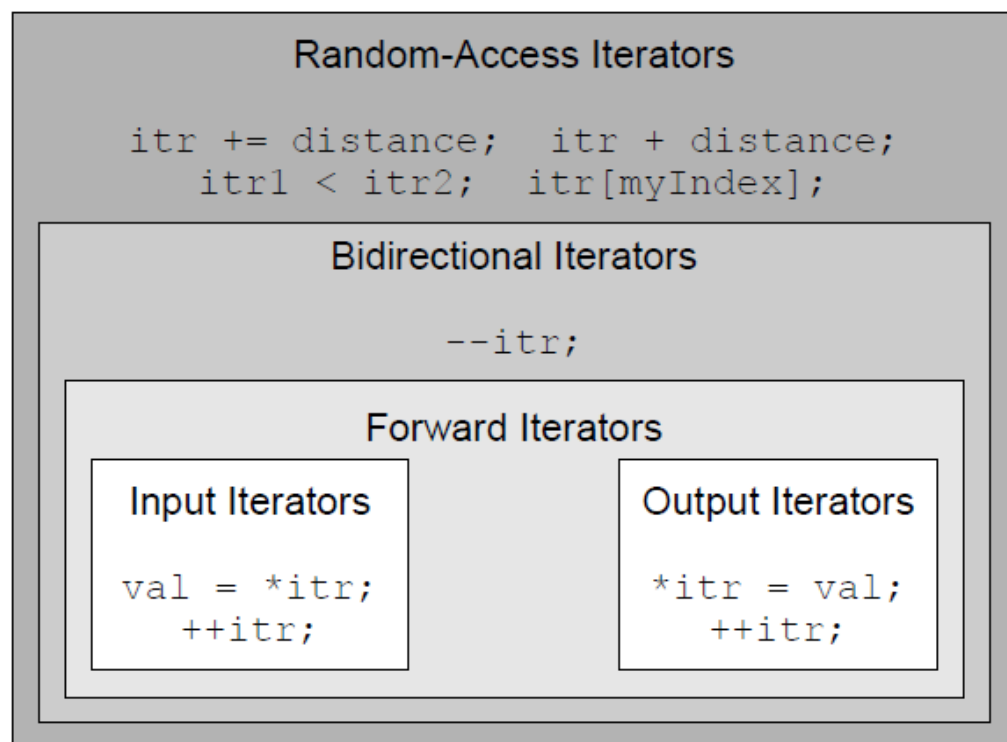 Random-Access Iterators
itr += distance;  itr + distance;
itr1 < itr2;  itr[myIndex];
Bidirectional Iterators
--itr;
Forward Iterators
Input Iterators
val = *itr;
++itr;
Output Iterators
*itr = val;
++itr;